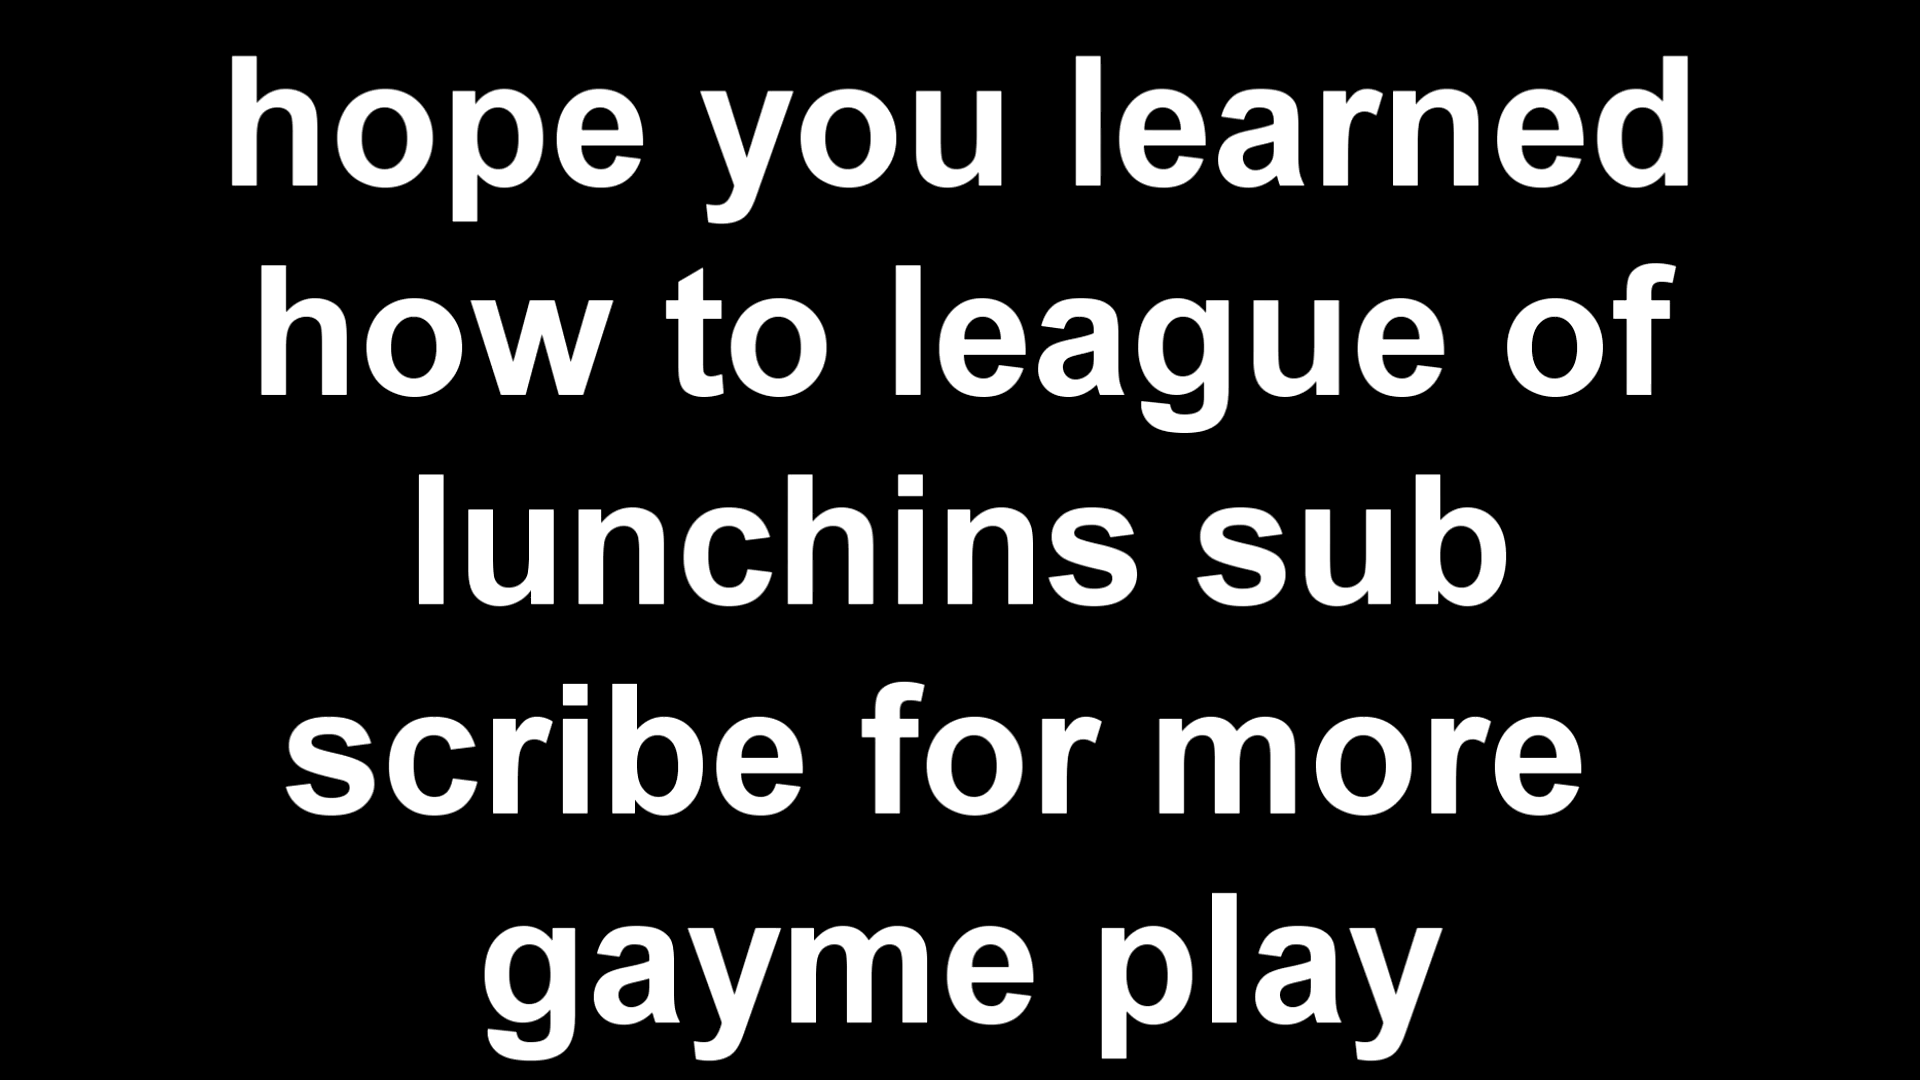 hope you learned
how to league of
lunchins sub
scribe for more
gayme play